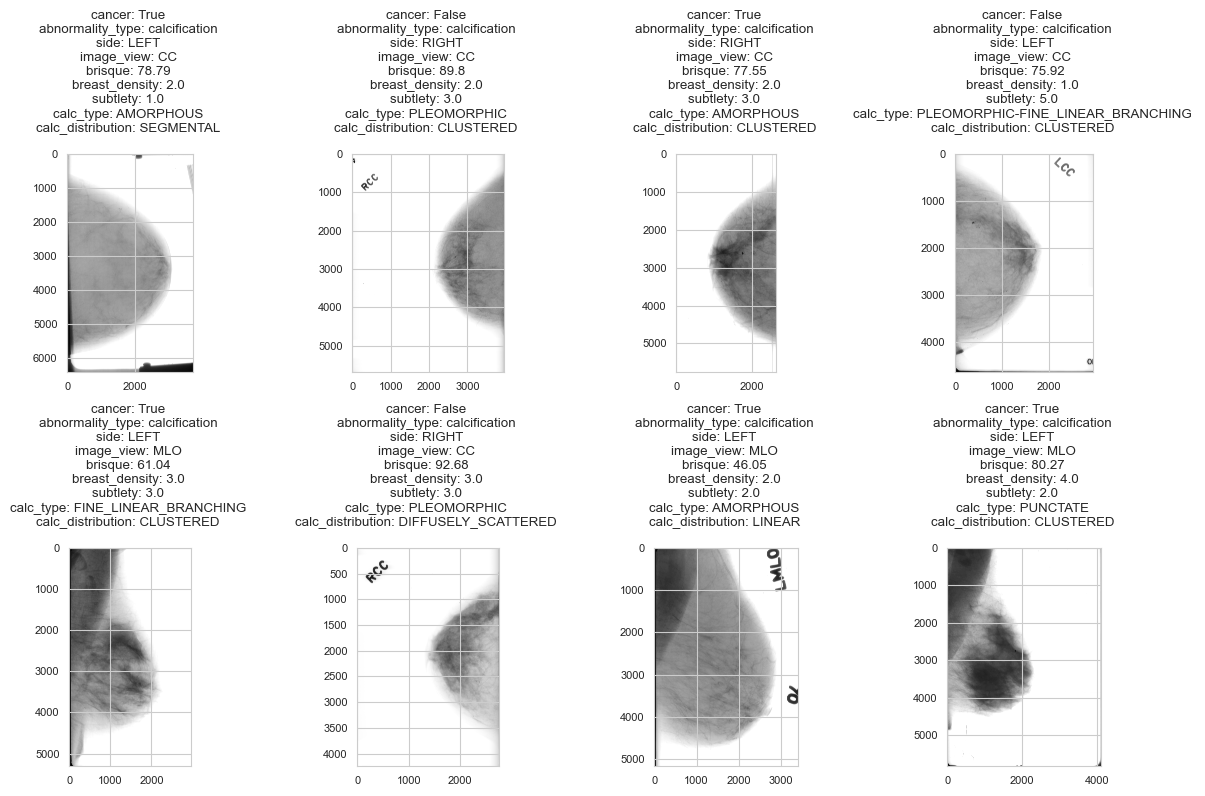 cancer: True
abnormality_type: calcification
side: LEFT
image_view: CC
brisque: 78.79
breast_density: 2.0
subtlety: 1.0
calc_type: AMORPHOUS
calc_distribution: SEGMENTAL
0
1000
2000
3000
4000
5000
6000
0 2000
cancer: False
abnormality_type: calcification
side: RIGHT
image_view: CC
brisque: 89.8
breast_density: 2.0
subtlety: 3.0
calc_type: PLEOMORPHIC
calc_distribution: CLUSTERED
RCC
0
1000
2000
3000
4000
5000
0 1000 2000 3000
cancer: True
abnormality_type: calcification
side: RIGHT
image_view: CC
brisque: 77.55
breast_density: 2.0
subtlety: 3.0
calc_type: AMORPHOUS
calc_distribution: CLUSTERED
0
1000
2000
3000
4000
5000
0 2000
cancer: False
abnormality_type: calcification
side: LEFT
image_view: CC
brisque: 75.92
breast_density: 1.0
subtlety: 5.0
calc_type: PLEOMORPHIC-FINE_LINEAR_BRANCHING
calc_distribution: CLUSTERED
LCC
0
1000
2000
3000
4000
0 1000 2000
cancer: True
abnormality_type: calcification
side: LEFT
image_view: MLO
brisque: 61.04
breast_density: 3.0
subtlety: 3.0
calc_type: FINE_LINEAR_BRANCHING
calc_distribution: CLUSTERED
0
1000
2000
3000
4000
5000
0 1000 2000
cancer: False
abnormality_type: calcification
side: RIGHT
image_view: CC
brisque: 92.68
breast_density: 3.0
subtlety: 3.0
calc_type: PLEOMORPHIC
calc_distribution: DIFFUSELY_SCATTERED
RCC
0
500
1000
1500
2000
2500
3000
3500
4000
0 1000 2000
cancer: True
abnormality_type: calcification
side: LEFT
image_view: MLO
brisque: 46.05
breast_density: 2.0
subtlety: 2.0
calc_type: AMORPHOUS
calc_distribution: LINEAR
LMLO
0
1000
2000
3000
4000
5000
0 1000 2000 3000
cancer: True
abnormality_type: calcification
side: LEFT
image_view: MLO
brisque: 80.27
breast_density: 4.0
subtlety: 2.0
calc_type: PUNCTATE
calc_distribution: CLUSTERED
0
1000
2000
3000
4000
5000
0 2000 4000